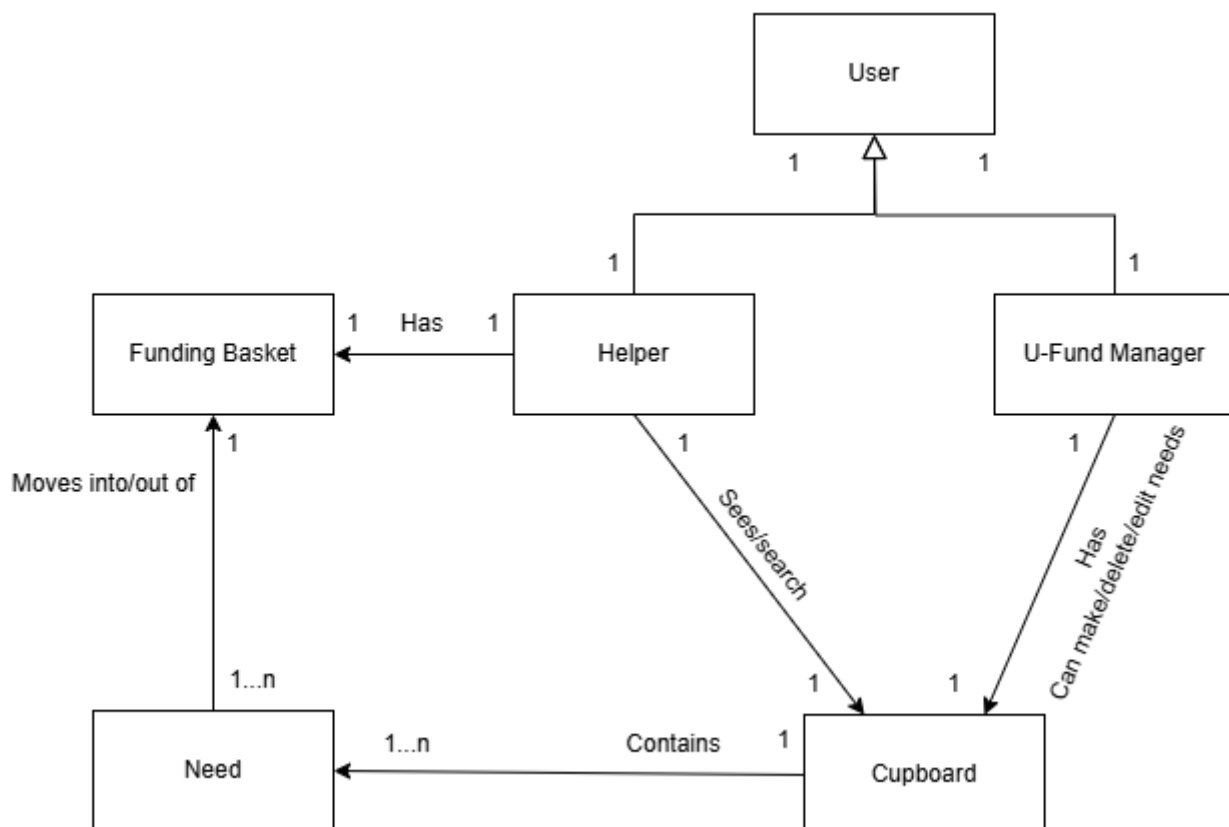 User
1
1
1
1
Funding Basket
1
Has
1
Helper
U-Fund Manager
1
1
1
Moves into/out of
Sees/search
Has
Can make/delete/edit needs
1...n
1
1
Need
1...n
Contains
1
Cupboard